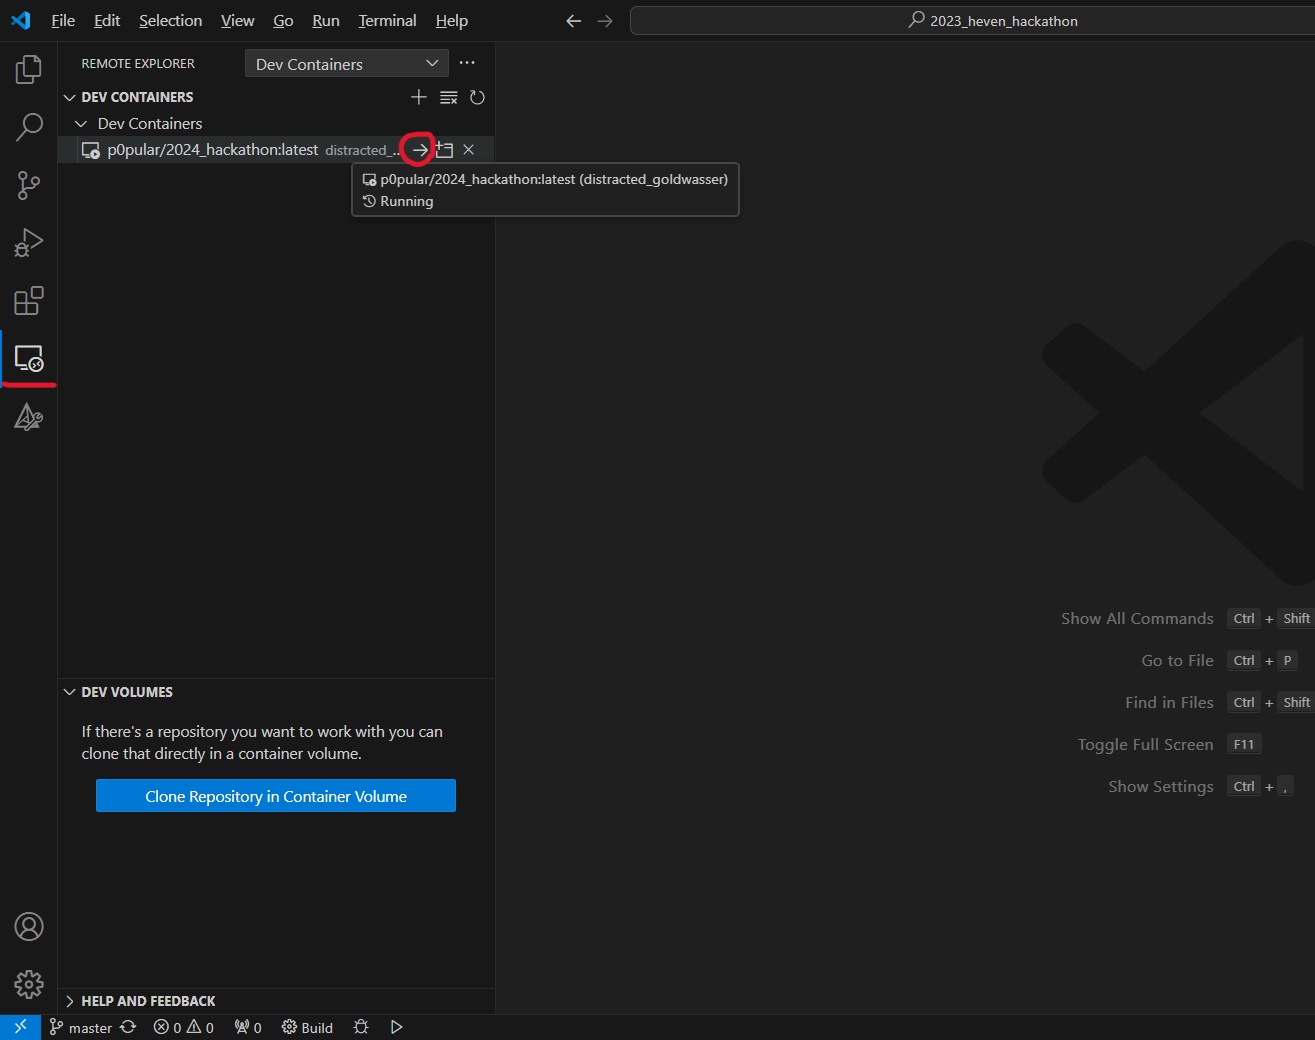 File Edit Selection View Go Run Terminal Help
2023_heven_hackathon
REMOTE EXPLORER
Dev Containers
DEV CONTAINERS
Dev Containers
p0pular/2024_hackathon:latest distracted_...
p0pular/2024_hackathon:latest (distracted_goldwasser)
Running
Show All Commands Ctrl + Shift
Go to File Ctrl + P
Find in Files Ctrl + Shift
Toggle Full Screen F11
Show Settings Ctrl + ,
DEV VOLUMES
If there's a repository you want to work with you can
clone that directly in a container volume.
Clone Repository in Container Volume
HELP AND FEEDBACK
master 0 0 0 Build